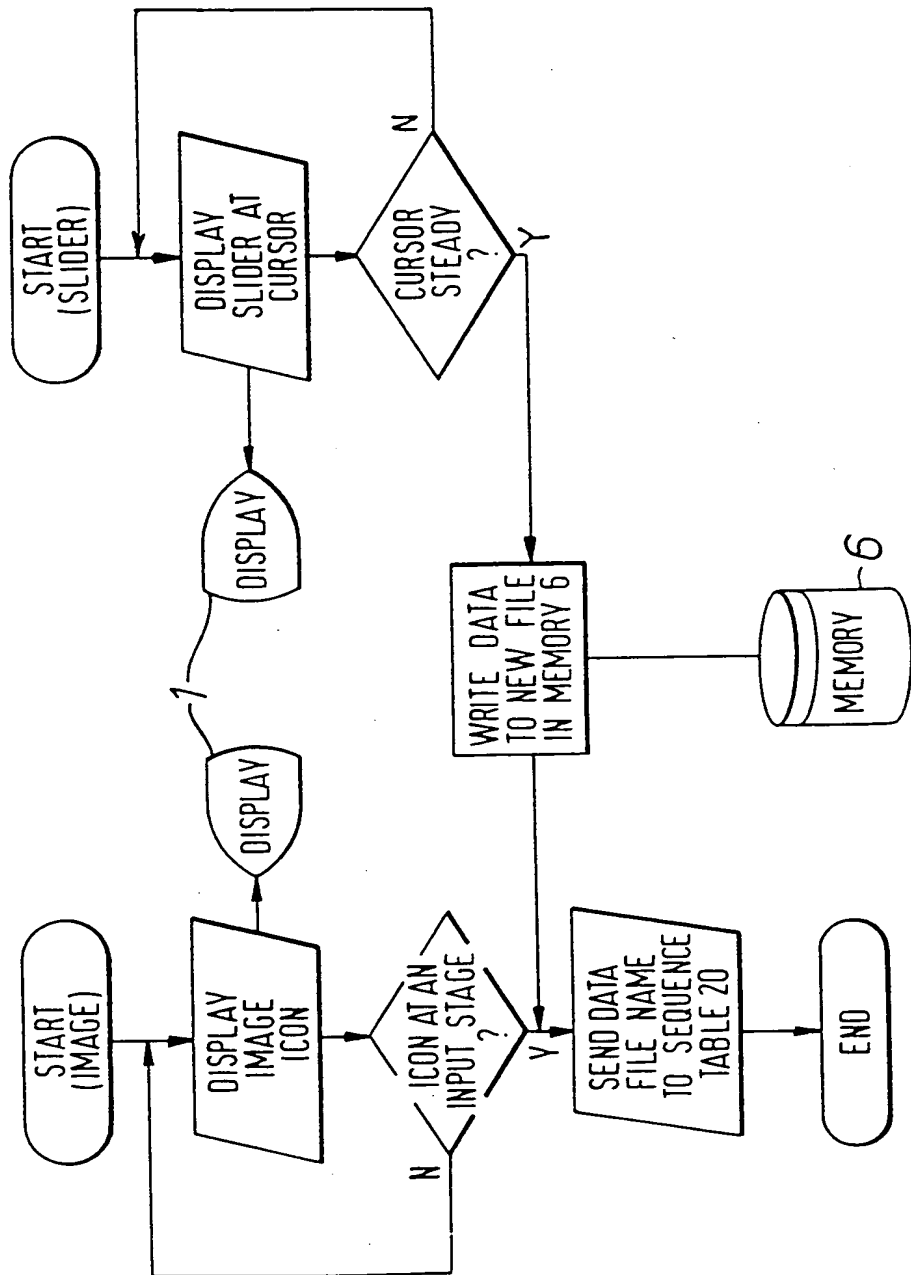 START
(IMAGE)
DISPLAY
IMAGE
ICON
DISPLAY
ICON AT AN
INPUT STAGE
?
N
Y
SEND DATA
FILE NAME
TO SEQUENCE
TABLE 20
END
1
START
(SLIDER)
DISPLAY
SLIDER AT
CURSOR
DISPLAY
CURSOR
STEADY
?
N
Y
WRITE DATA
TO NEW FILE
IN MEMORY 6
MEMORY
6